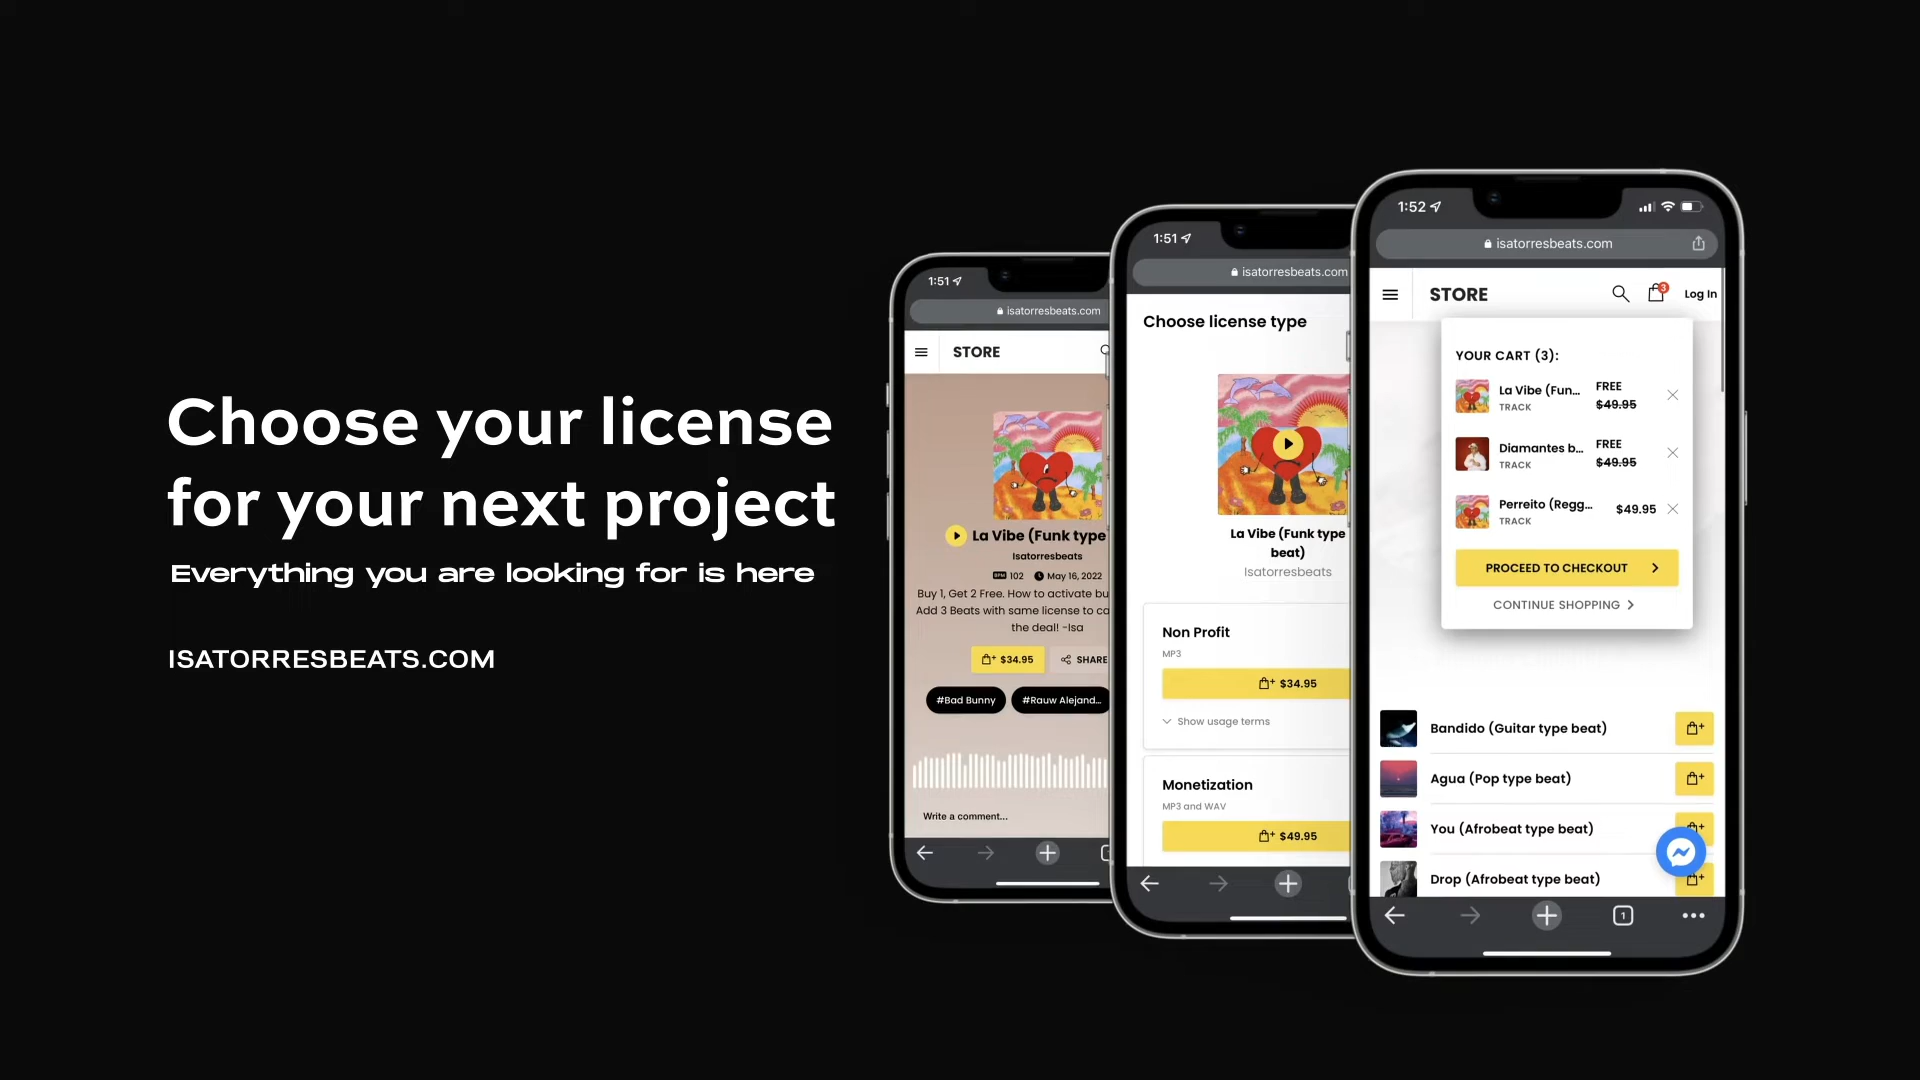 Choose your license
for your next project
Everything you are looking for is here
ISATORRESBEATS.COM
1:51
isatorresbeats.com
STORE
La Vibe (Funk type
Isatorresbeats
BPM 102 May 16, 2022
Buy 1, Get 2 Free. How to activate bu
Add 3 Beats with same license to ca
the deal! -Isa
$34.95 SHARE
#Bad Bunny #Rauw Alejand...
Write a comment...
1:51
isatorresbeats.com
Choose license type
La Vibe (Funk type
beat)
Isatorresbeats
Non Profit
MP3
$34.95
Show usage terms
Monetization
MP3 and WAV
$49.95
1:52
isatorresbeats.com
STORE 3 Log In
YOUR CART (3):
La Vibe (Fun... FREE
TRACK $49.95
Diamantes b... FREE
TRACK $49.95
Perreito (Regg... $49.95
TRACK
PROCEED TO CHECKOUT
CONTINUE SHOPPING
Bandido (Guitar type beat)
Agua (Pop type beat)
You (Afrobeat type beat)
Drop (Afrobeat type beat)
1